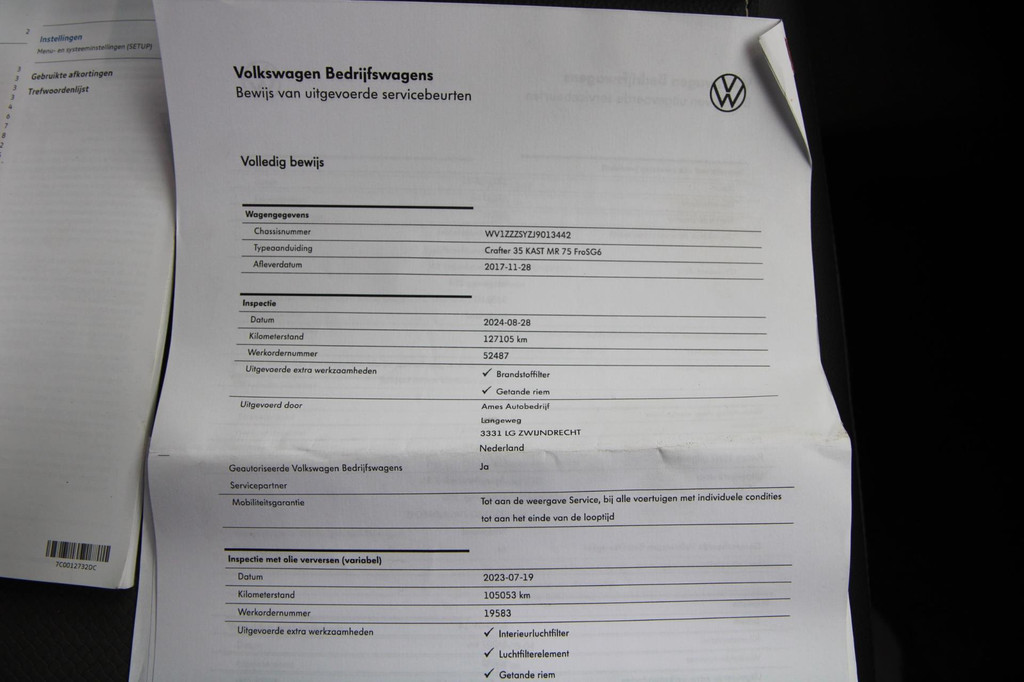 2 Instellingen
Menu- en systeeminstellingen (SETUP)
Gebruikte afkortingen
Trefwoordenlijst
7C0012732DC
Volkswagen Bedrijfswagens
Bewijs van uitgevoerde servicebeurten
Volledig bewijs
Wagengegevens
Chassisnummer WV1ZZZSYZJ9013442
Typeaanduiding Crafter 35 KAST MR 75 FroSG6
Afleverdatum 2017-11-28
Inspectie
Datum 2024-08-28
Kilometerstand 127105 km
Werkordernummer 52487
Uitgevoerde extra werkzaamheden ✓ Brandstoffilter
✓ Getande riem
Uitgevoerd door Ames Autobedrijf
Langeweg
3331 LG ZWIJNDRECHT
Nederland
Geautoriseerde Volkswagen Bedrijfswagens Ja
Servicepartner
Mobiliteitsgarantie Tot aan de weergave Service, bij alle voertuigen met individuele condities
tot aan het einde van de looptijd
Inspectie met olie verversen (variabel)
Datum 2023-07-19
Kilometerstand 105053 km
Werkordernummer 19583
Uitgevoerde extra werkzaamheden ✓ Interieurluchtfilter
✓ Luchtfilterelement
✓ Getande riem